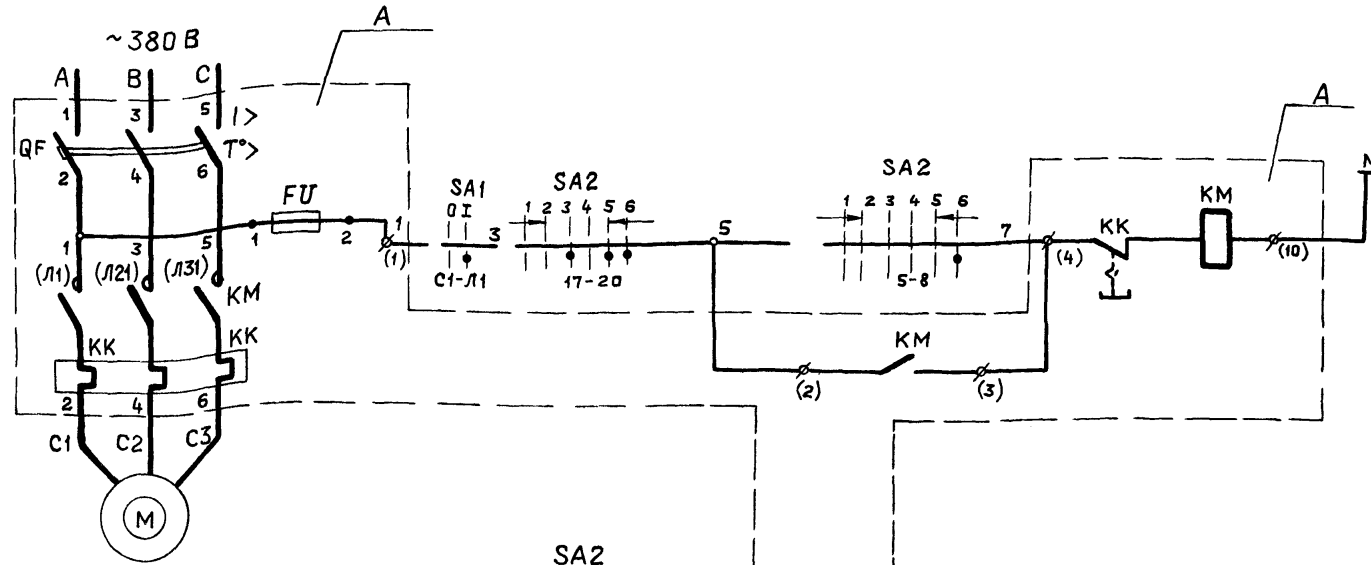 A
~380 В
A B C
1 3 5 I>
QF T°>
2 4 6
FU
1 2
1 3 5
(Л1) (Л21) (Л31)
KM
KK KK
2 4 6
C1 C2 C3
M
1
(1)
SA1
0 I
C1-Л1
3
SA2
1 2 3 4 5 6
17-20
5
SA2
1 2 3 4 5 6
5-8
7
(4)
KM
(2) (3)
A
KK
KM
(10)
N
SA2